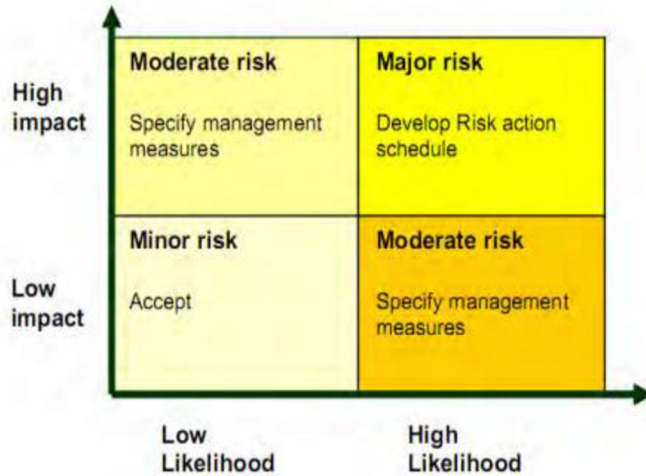 High
impact
Moderate risk
Specify management
measures
Major risk
Develop Risk action
schedule
Low
impact
Minor risk
Accept
Moderate risk
Specify management
measures
Low
Likelihood
High
Likelihood